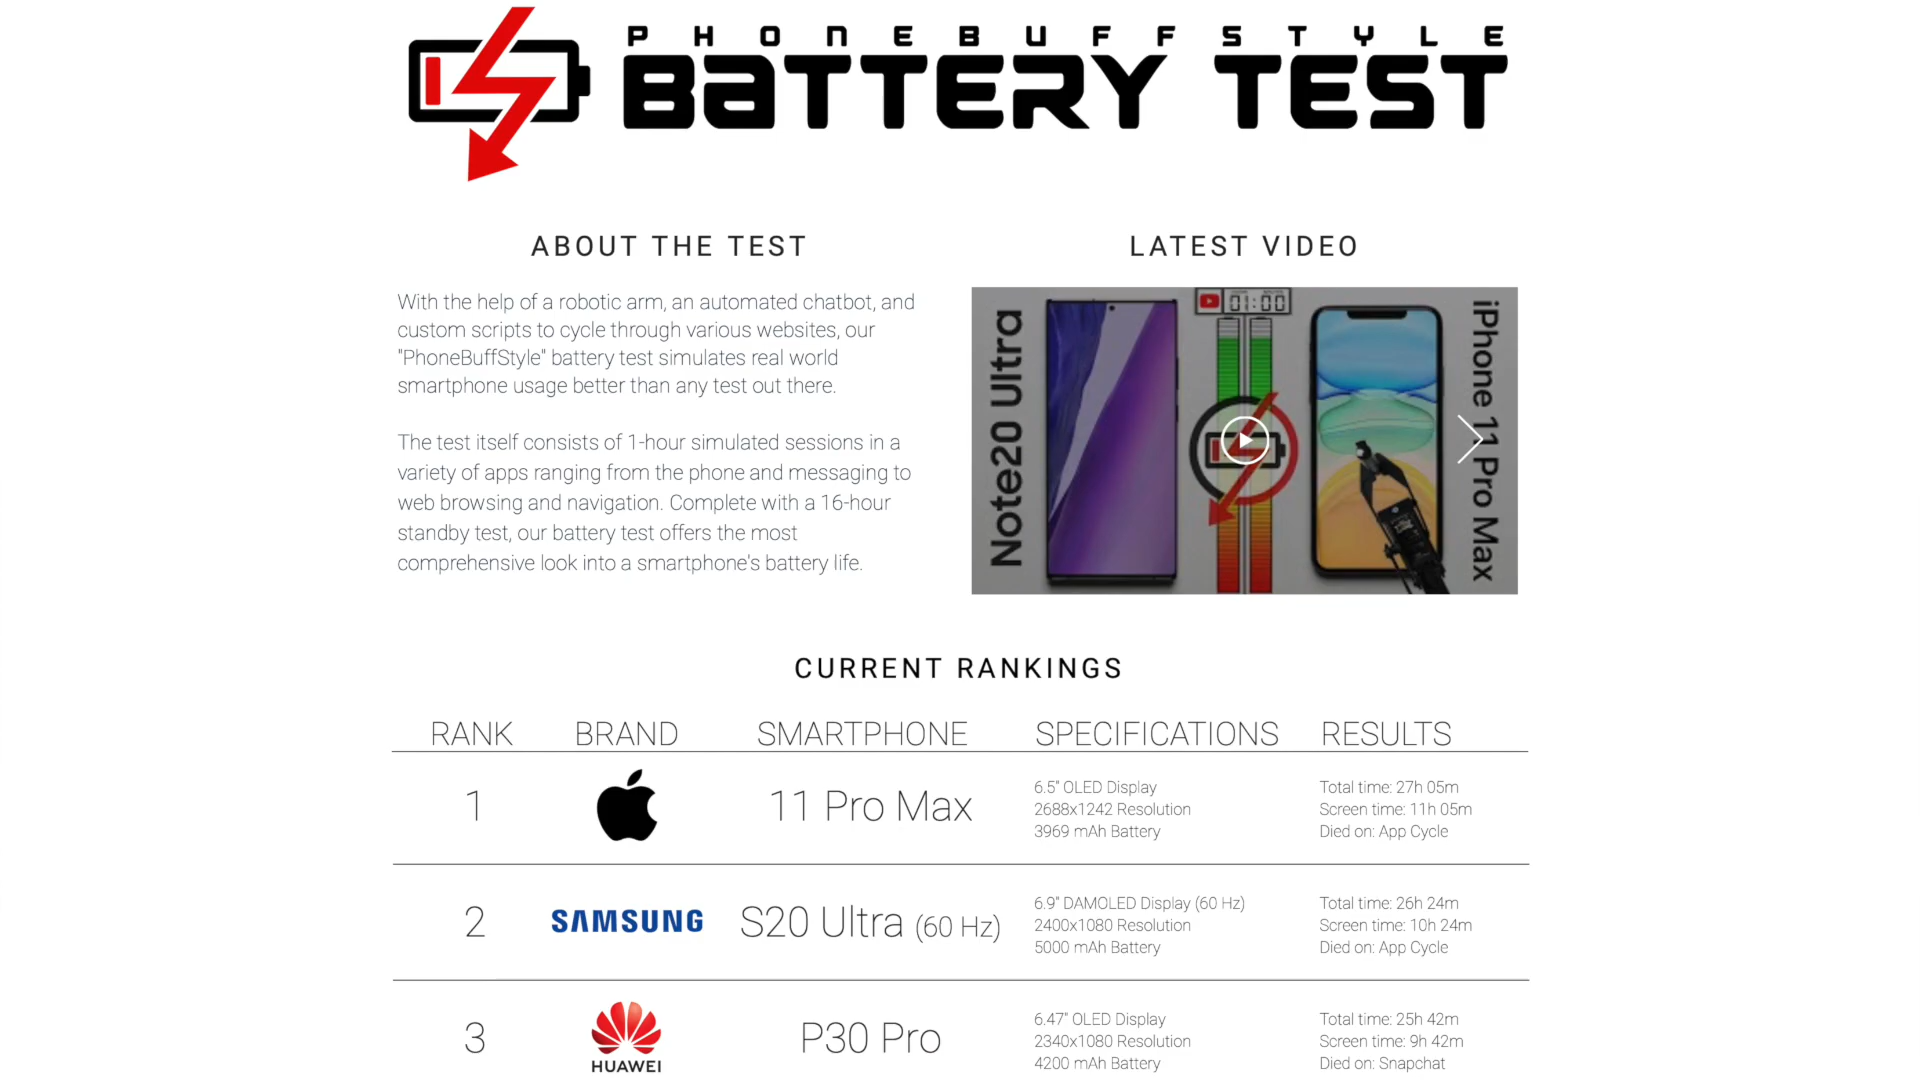 PHONEBUFFSTYLE
BATTERY TEST
ABOUT THE TEST
With the help of a robotic arm, an automated chatbot, and
custom scripts to cycle through various websites, our
"PhoneBuffStyle" battery test simulates real world
smartphone usage better than any test out there.
The test itself consists of 1-hour simulated sessions in a
variety of apps ranging from the phone and messaging to
web browsing and navigation. Complete with a 16-hour
standby test, our battery test offers the most
comprehensive look into a smartphone's battery life.
LATEST VIDEO
01:00
Note20 Ultra
iPhone 11 Pro Max
CURRENT RANKINGS
RANK BRAND SMARTPHONE SPECIFICATIONS RESULTS
1
11 Pro Max
6.5" OLED Display
2688x1242 Resolution
3969 mAh Battery
Total time: 27h 05m
Screen time: 11h 05m
Died on: App Cycle
2
SAMSUNG
S20 Ultra (60 Hz)
6.9" DAMOLED Display (60 Hz)
2400x1080 Resolution
5000 mAh Battery
Total time: 26h 24m
Screen time: 10h 24m
Died on: App Cycle
3
HUAWEI
P30 Pro
6.47" OLED Display
2340x1080 Resolution
4200 mAh Battery
Total time: 25h 42m
Screen time: 9h 42m
Died on: Snapchat